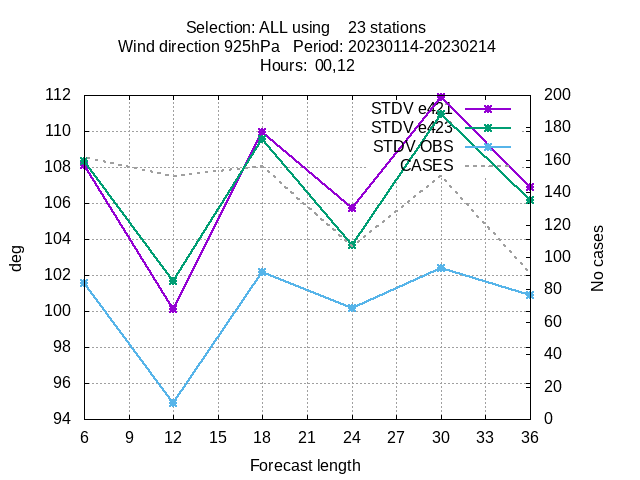 Selection: ALL using 23 stations
Wind direction 925hPa Period: 20230114-20230214
Hours: 00,12
112 200
110 180
108 160
106 140
104 120
102 100
100 80
98 60
96 40
94 20
0
STDV e421
STDV e423
STDV OBS
CASES
deg
No cases
6 9 12 15 18 21 24 27 30 33 36
Forecast length